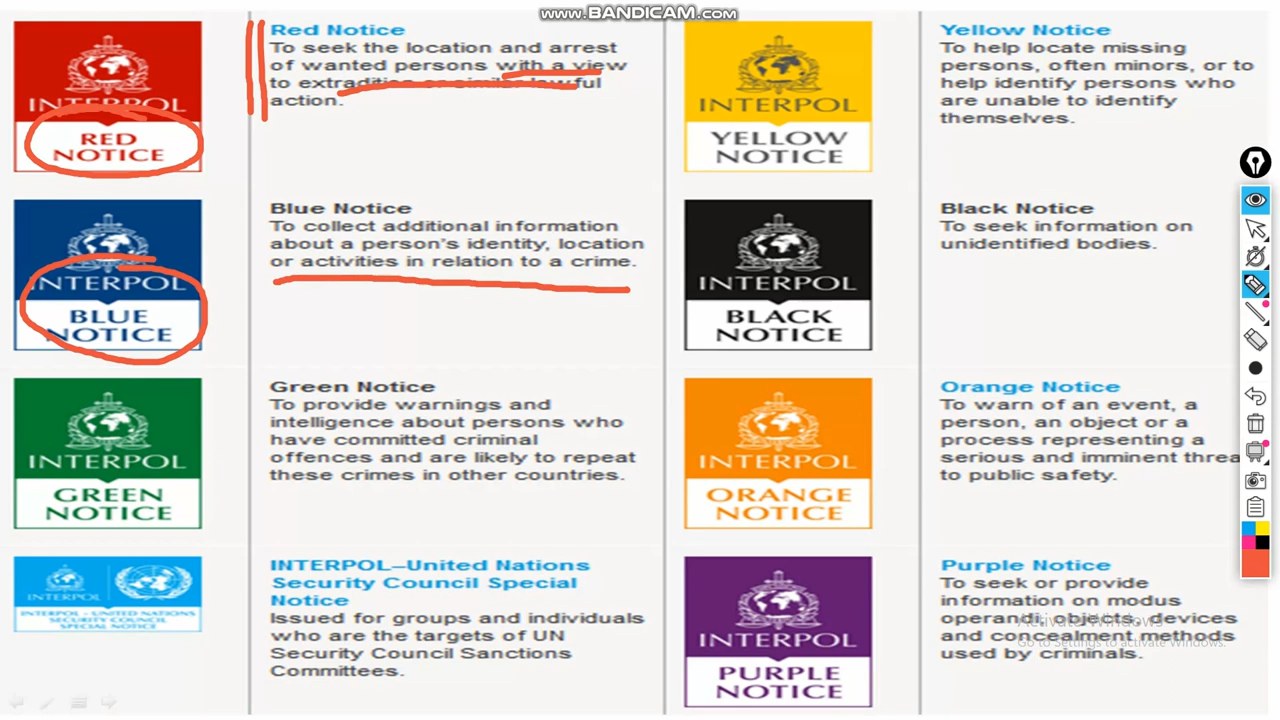 www.BANDICAM.com
INTERPOL
RED
NOTICE
Red Notice
To seek the location and arrest
of wanted persons with a view
to extradition or similar lawful
action.
INTERPOL
YELLOW
NOTICE
Yellow Notice
To help locate missing
persons, often minors, or to
help identify persons who
are unable to identify
themselves.
INTERPOL
BLUE
NOTICE
Blue Notice
To collect additional information
about a person's identity, location
or activities in relation to a crime.
INTERPOL
BLACK
NOTICE
Black Notice
To seek information on
unidentified bodies.
INTERPOL
GREEN
NOTICE
Green Notice
To provide warnings and
intelligence about persons who
have committed criminal
offences and are likely to repeat
these crimes in other countries.
INTERPOL
ORANGE
NOTICE
Orange Notice
To warn of an event, a
person, an object or a
process representing a
serious and imminent threa
to public safety.
INTERPOL
INTERPOL - UNITED NATIONS
SECURITY COUNCIL
SPECIAL NOTICE
INTERPOL–United Nations
Security Council Special
Notice
Issued for groups and individuals
who are the targets of UN
Security Council Sanctions
Committees.
INTERPOL
PURPLE
NOTICE
Purple Notice
To seek or provide
information on modus
operandi, objects, devices
and concealment methods
used by criminals.
Activate Windows
Go to Settings to activate Windows.